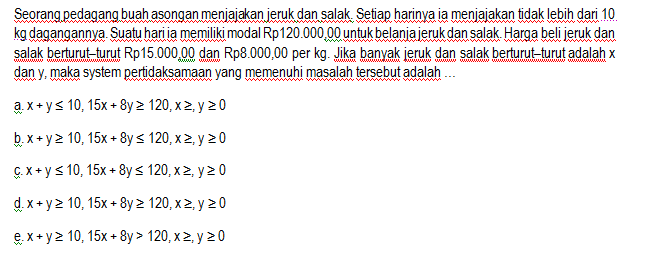 Seorang pedagang buah asongan menjajakan jeruk dan salak. Setiap harinya ia menjajakan tidak lebih dari 10
kg dagangannya. Suatu hari ia memiliki modal Rp120.000,00 untuk belanja jeruk dan salak. Harga beli jeruk dan
salak berturut–turut Rp15.000,00 dan Rp8.000,00 per kg. Jika banyak jeruk dan salak berturut–turut adalah x
dan y, maka system pertidaksamaan yang memenuhi masalah tersebut adalah …
a. x + y ≤ 10, 15x + 8y ≥ 120, x ≥, y ≥ 0
b. x + y ≥ 10, 15x + 8y ≤ 120, x ≥, y ≥ 0
c. x + y ≤ 10, 15x + 8y ≤ 120, x ≥, y ≥ 0
d. x + y ≥ 10, 15x + 8y ≥ 120, x ≥, y ≥ 0
e. x + y ≥ 10, 15x + 8y > 120, x ≥, y ≥ 0